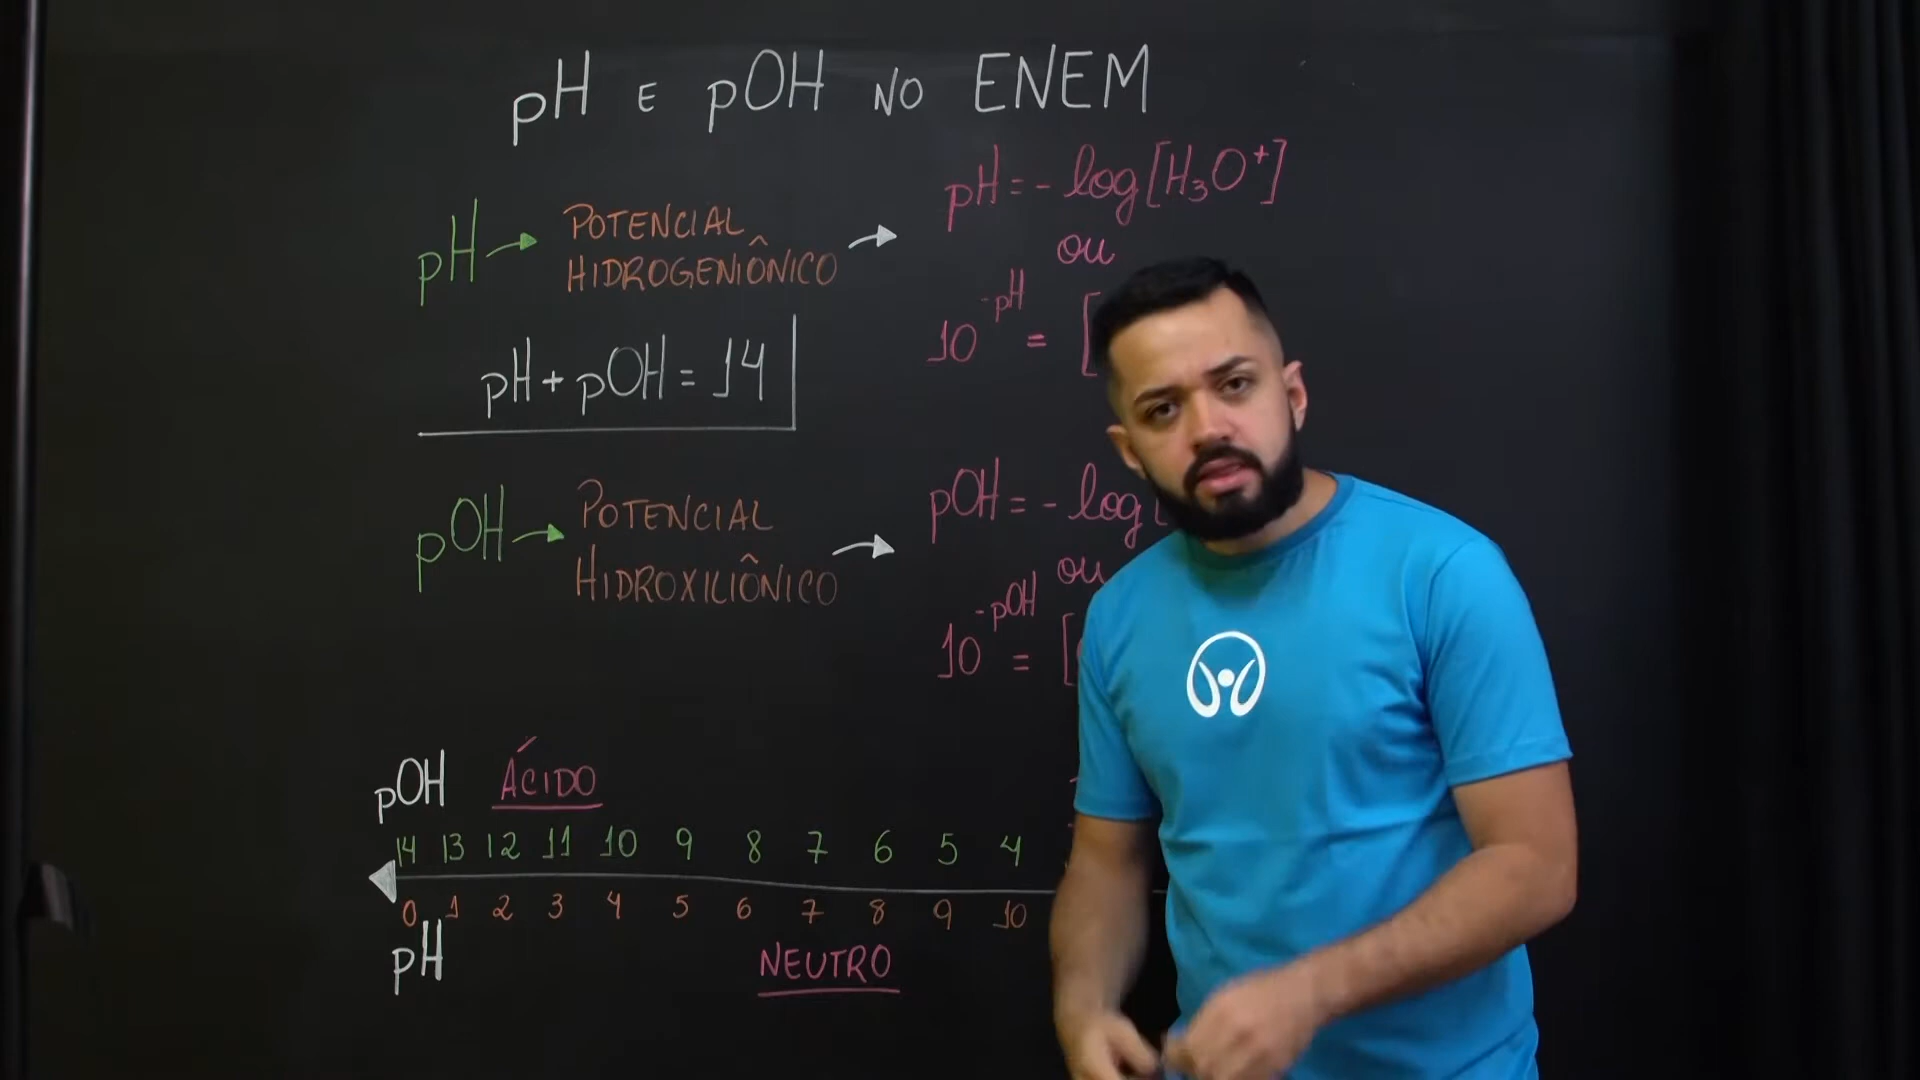 pH E pOH NO ENEM
pH → POTENCIAL HIDROGENIÔNICO → pH = - log[H₃O⁺]
ou
10^-pH = [
pH + pOH = 14
pOH → POTENCIAL HIDROXILIÔNICO → pOH = - log[
ou
10^-pOH = [
pOH ÁCIDO
14 13 12 11 10 9 8 7 6 5 4
0 1 2 3 4 5 6 7 8 9 10
pH NEUTRO